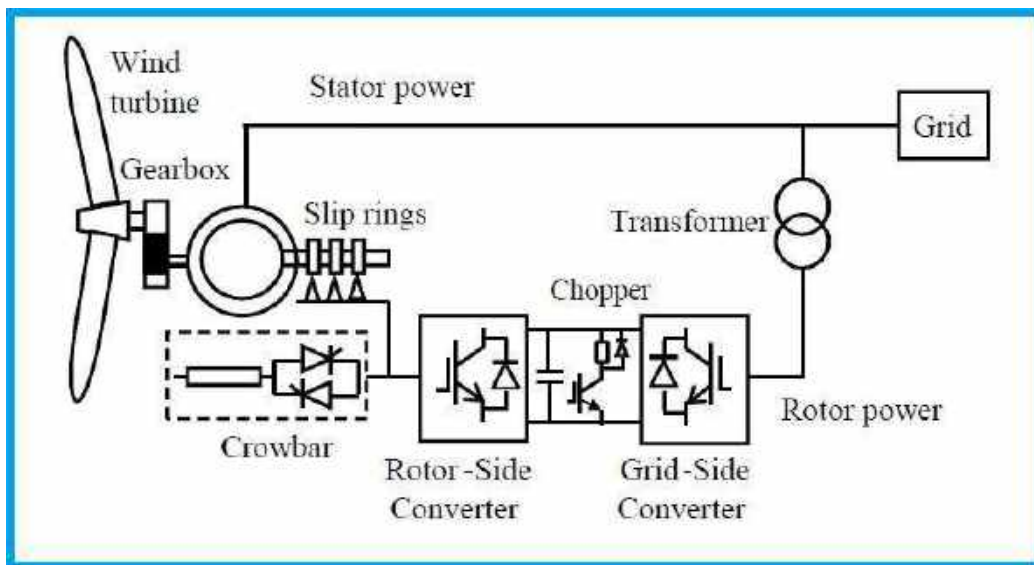 Wind
turbine
Stator power
Grid
Gearbox
Slip rings
Transformer
Chopper
Rotor power
Crowbar
Rotor-Side
Converter
Grid-Side
Converter